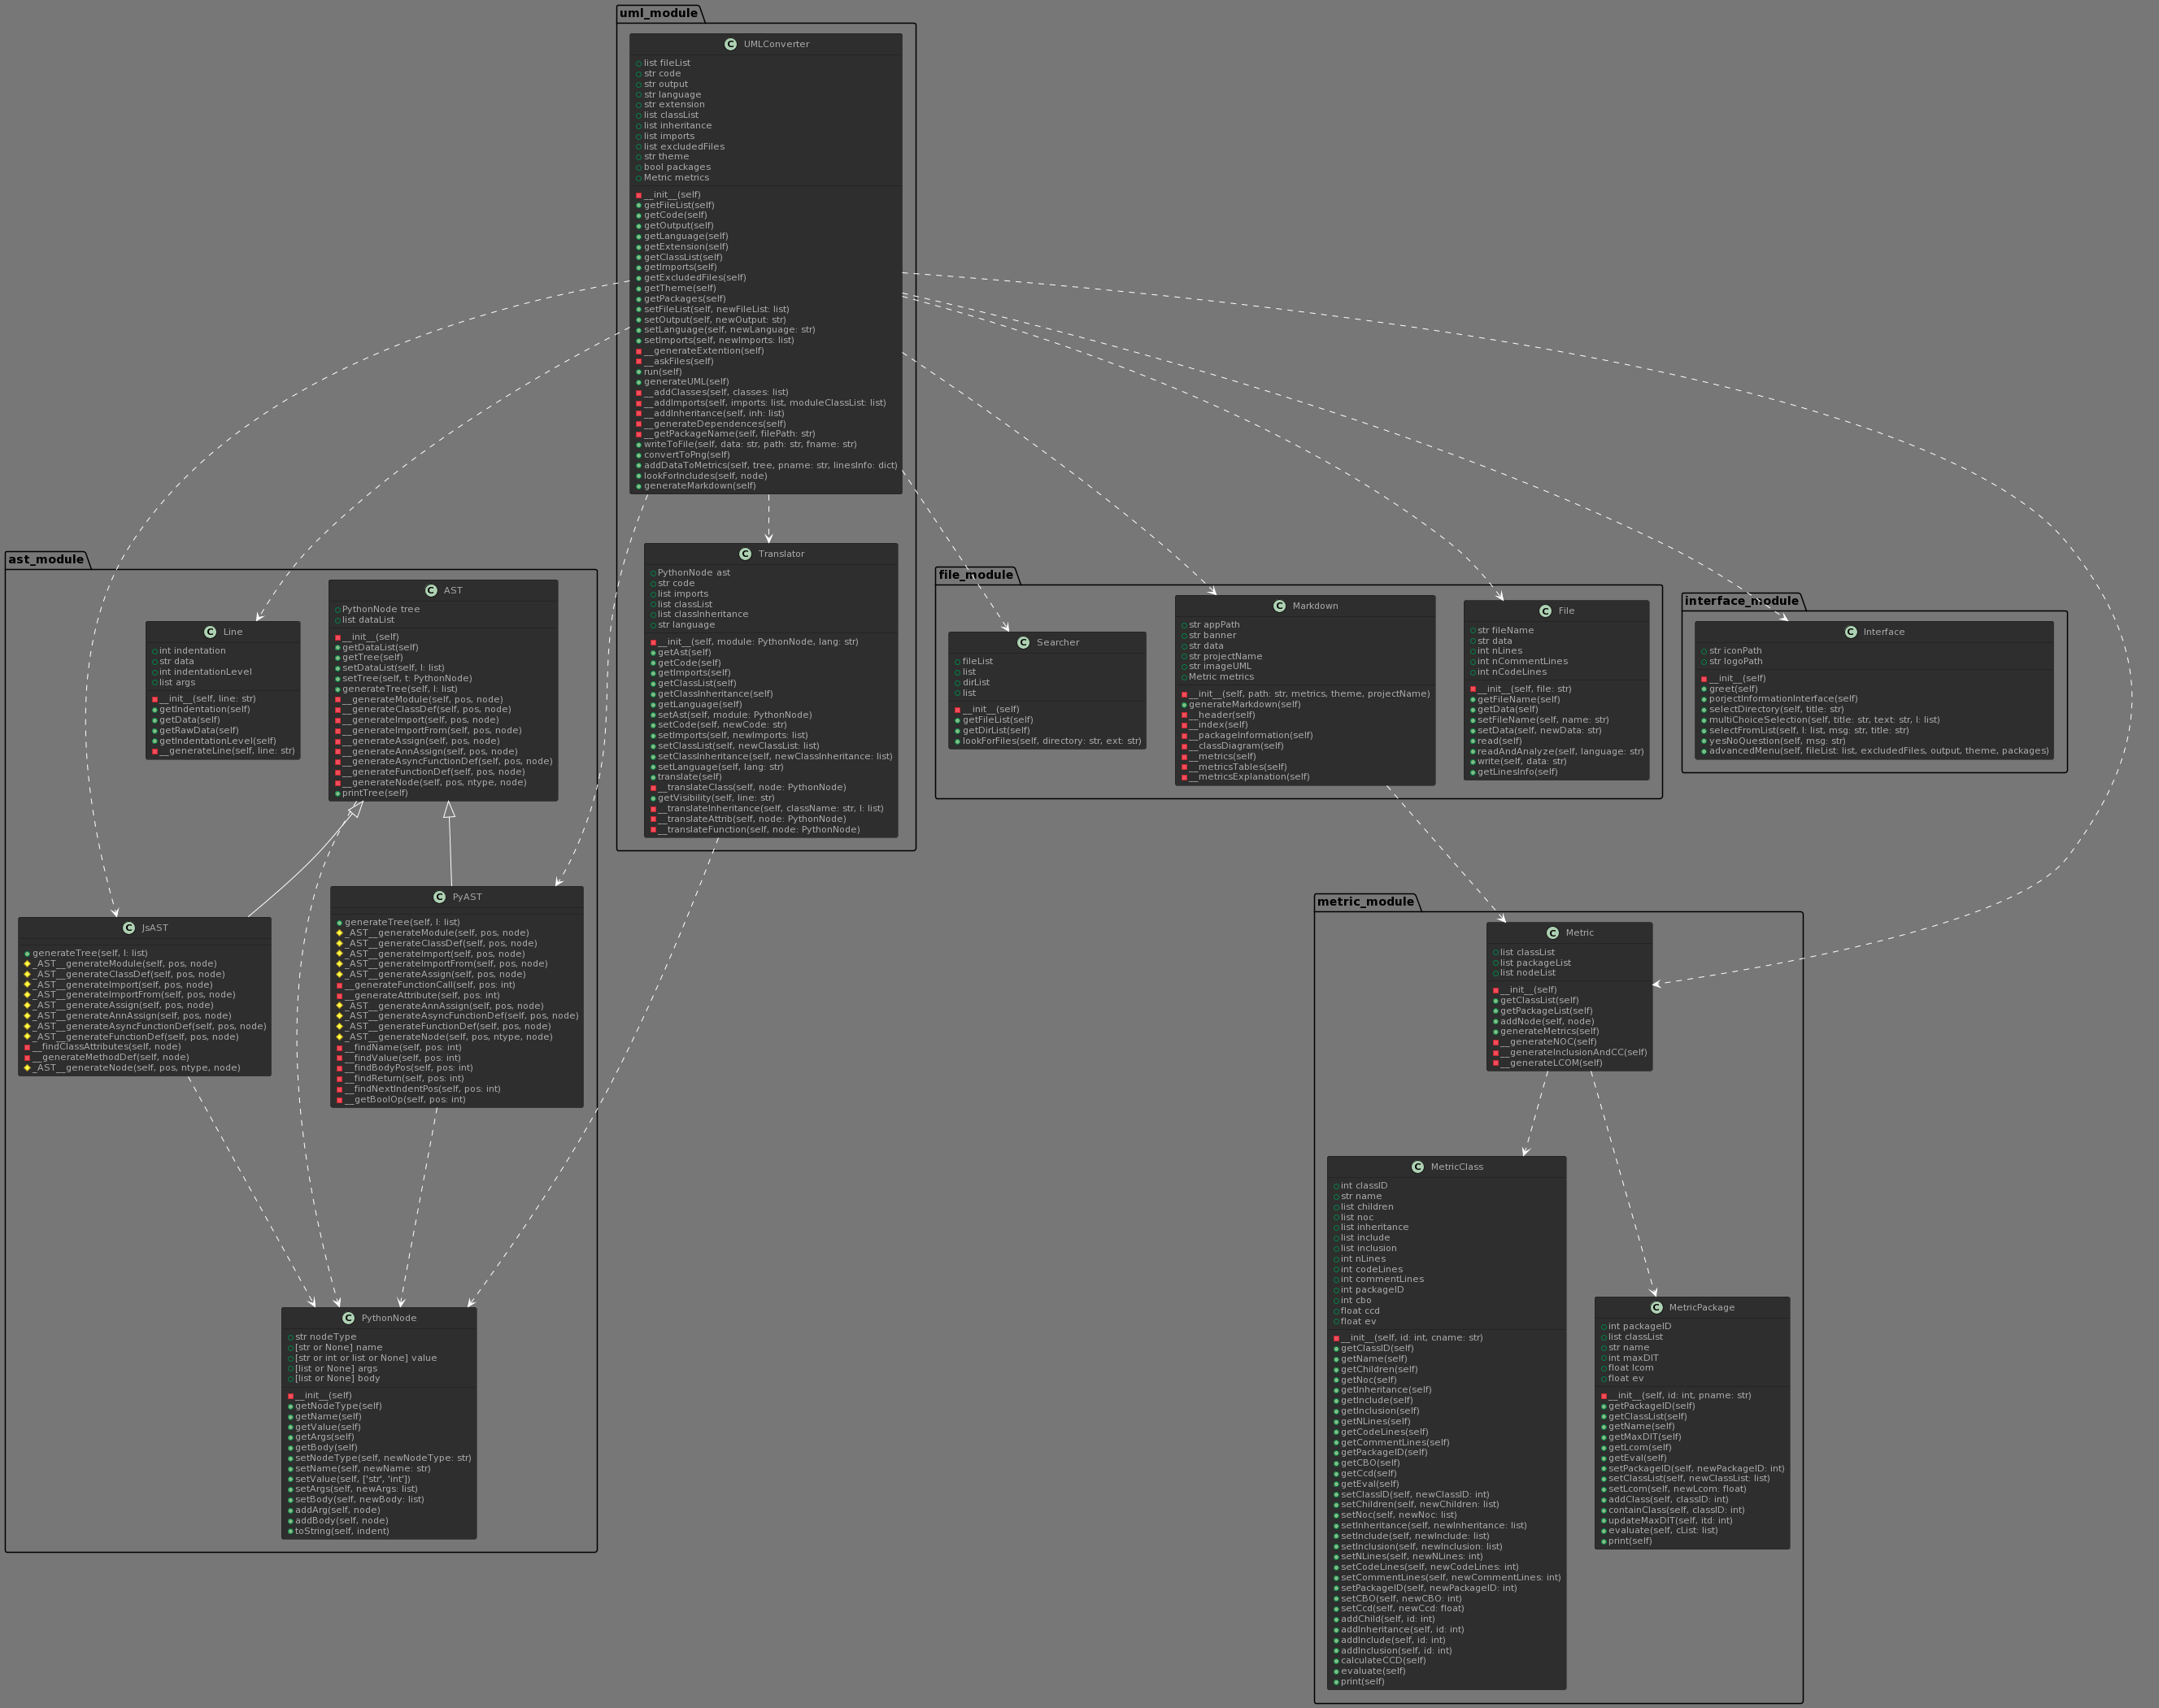 uml_module
C UMLConverter
list fileList
str code
str output
str language
str extension
list classList
list inheritance
list imports
list excludedFiles
str theme
bool packages
Metric metrics
__init__(self)
getFileList(self)
getCode(self)
getOutput(self)
getLanguage(self)
getExtension(self)
getClassList(self)
getImports(self)
getExcludedFiles(self)
getTheme(self)
getPackages(self)
setFileList(self, newFileList: list)
setOutput(self, newOutput: str)
setLanguage(self, newLanguage: str)
setImports(self, newImports: list)
__generateExtention(self)
__askFiles(self)
run(self)
generateUML(self)
__addClasses(self, classes: list)
__addImports(self, imports: list, moduleClassList: list)
__addInheritance(self, inh: list)
__generateDependences(self)
__getPackageName(self, filePath: str)
writeToFile(self, data: str, path: str, fname: str)
convertToPng(self)
addDataToMetrics(self, tree, pname: str, linesInfo: dict)
lookForIncludes(self, node)
generateMarkdown(self)
C Translator
PythonNode ast
str code
list imports
list classList
list classInheritance
str language
__init__(self, module: PythonNode, lang: str)
getAst(self)
getCode(self)
getImports(self)
getClassList(self)
getClassInheritance(self)
getLanguage(self)
setAst(self, module: PythonNode)
setCode(self, newCode: str)
setImports(self, newImports: list)
setClassList(self, newClassList: list)
setClassInheritance(self, newClassInheritance: list)
setLanguage(self, lang: str)
translate(self)
__translateClass(self, node: PythonNode)
getVisibility(self, line: str)
__translateInheritance(self, className: str, l: list)
__translateAttrib(self, node: PythonNode)
__translateFunction(self, node: PythonNode)
ast_module
C Line
int indentation
str data
int indentationLevel
list args
__init__(self, line: str)
getIndentation(self)
getData(self)
getRawData(self)
getIndentationLevel(self)
__generateLine(self, line: str)
C AST
PythonNode tree
list dataList
__init__(self)
getDataList(self)
getTree(self)
setDataList(self, l: list)
setTree(self, t: PythonNode)
generateTree(self, l: list)
__generateModule(self, pos, node)
__generateClassDef(self, pos, node)
__generateImport(self, pos, node)
__generateImportFrom(self, pos, node)
__generateAssign(self, pos, node)
__generateAnnAssign(self, pos, node)
__generateAsyncFunctionDef(self, pos, node)
__generateFunctionDef(self, pos, node)
__generateNode(self, pos, ntype, node)
printTree(self)
C JsAST
generateTree(self, l: list)
_AST__generateModule(self, pos, node)
_AST__generateClassDef(self, pos, node)
_AST__generateImport(self, pos, node)
_AST__generateImportFrom(self, pos, node)
_AST__generateAssign(self, pos, node)
_AST__generateAnnAssign(self, pos, node)
_AST__generateAsyncFunctionDef(self, pos, node)
_AST__generateFunctionDef(self, pos, node)
__findClassAttributes(self, node)
__generateMethodDef(self, node)
_AST__generateNode(self, pos, ntype, node)
C PyAST
generateTree(self, l: list)
_AST__generateModule(self, pos, node)
_AST__generateClassDef(self, pos, node)
_AST__generateImport(self, pos, node)
_AST__generateImportFrom(self, pos, node)
_AST__generateAssign(self, pos, node)
__generateFunctionCall(self, pos: int)
__generateAttribute(self, pos: int)
_AST__generateAnnAssign(self, pos, node)
_AST__generateAsyncFunctionDef(self, pos, node)
_AST__generateFunctionDef(self, pos, node)
_AST__generateNode(self, pos, ntype, node)
__findName(self, pos: int)
__findValue(self, pos: int)
__findBodyPos(self, pos: int)
__findReturn(self, pos: int)
__findNextIndentPos(self, pos: int)
__getBoolOp(self, pos: int)
C PythonNode
str nodeType
[str or None] name
[str or int or list or None] value
[list or None] args
[list or None] body
__init__(self)
getNodeType(self)
getName(self)
getValue(self)
getArgs(self)
getBody(self)
setNodeType(self, newNodeType: str)
setName(self, newName: str)
setValue(self, ['str', 'int'])
setArgs(self, newArgs: list)
setBody(self, newBody: list)
addArg(self, node)
addBody(self, node)
toString(self, indent)
file_module
C Searcher
fileList
list
dirList
list
__init__(self)
getFileList(self)
getDirList(self)
lookForFiles(self, directory: str, ext: str)
C Markdown
str appPath
str banner
str data
str projectName
str imageUML
Metric metrics
__init__(self, path: str, metrics, theme, projectName)
generateMarkdown(self)
__header(self)
__index(self)
__packageInformation(self)
__classDiagram(self)
__metrics(self)
__metricsTables(self)
__metricsExplanation(self)
C File
str fileName
str data
int nLines
int nCommentLines
int nCodeLines
__init__(self, file: str)
getFileName(self)
getData(self)
setFileName(self, name: str)
setData(self, newData: str)
read(self)
readAndAnalyze(self, language: str)
write(self, data: str)
getLinesInfo(self)
interface_module
C Interface
str iconPath
str logoPath
__init__(self)
greet(self)
porjectInformationInterface(self)
selectDirectory(self, title: str)
multiChoiceSelection(self, title: str, text: str, l: list)
selectFromList(self, l: list, msg: str, title: str)
yesNoQuestion(self, msg: str)
advancedMenu(self, fileList: list, excludedFiles, output, theme, packages)
metric_module
C Metric
list classList
list packageList
list nodeList
__init__(self)
getClassList(self)
getPackageList(self)
addNode(self, node)
generateMetrics(self)
__generateNOC(self)
__generateInclusionAndCC(self)
__generateLCOM(self)
C MetricClass
int classID
str name
list children
list noc
list inheritance
list include
list inclusion
int nLines
int codeLines
int commentLines
int packageID
int cbo
float ccd
float ev
__init__(self, id: int, cname: str)
getClassID(self)
getName(self)
getChildren(self)
getNoc(self)
getInheritance(self)
getInclude(self)
getInclusion(self)
getNLines(self)
getCodeLines(self)
getCommentLines(self)
getPackageID(self)
getCBO(self)
getCcd(self)
getEval(self)
setClassID(self, newClassID: int)
setChildren(self, newChildren: list)
setNoc(self, newNoc: list)
setInheritance(self, newInheritance: list)
setInclude(self, newInclude: list)
setInclusion(self, newInclusion: list)
setNLines(self, newNLines: int)
setCodeLines(self, newCodeLines: int)
setCommentLines(self, newCommentLines: int)
setPackageID(self, newPackageID: int)
setCBO(self, newCBO: int)
setCcd(self, newCcd: float)
addChild(self, id: int)
addInheritance(self, id: int)
addInclude(self, id: int)
addInclusion(self, id: int)
calculateCCD(self)
evaluate(self)
print(self)
C MetricPackage
int packageID
list classList
str name
int maxDIT
float lcom
float ev
__init__(self, id: int, pname: str)
getPackageID(self)
getClassList(self)
getName(self)
getMaxDIT(self)
getLcom(self)
getEval(self)
setPackageID(self, newPackageID: int)
setClassList(self, newClassList: list)
setLcom(self, newLcom: float)
addClass(self, classID: int)
containClass(self, classID: int)
updateMaxDIT(self, itd: int)
evaluate(self, cList: list)
print(self)